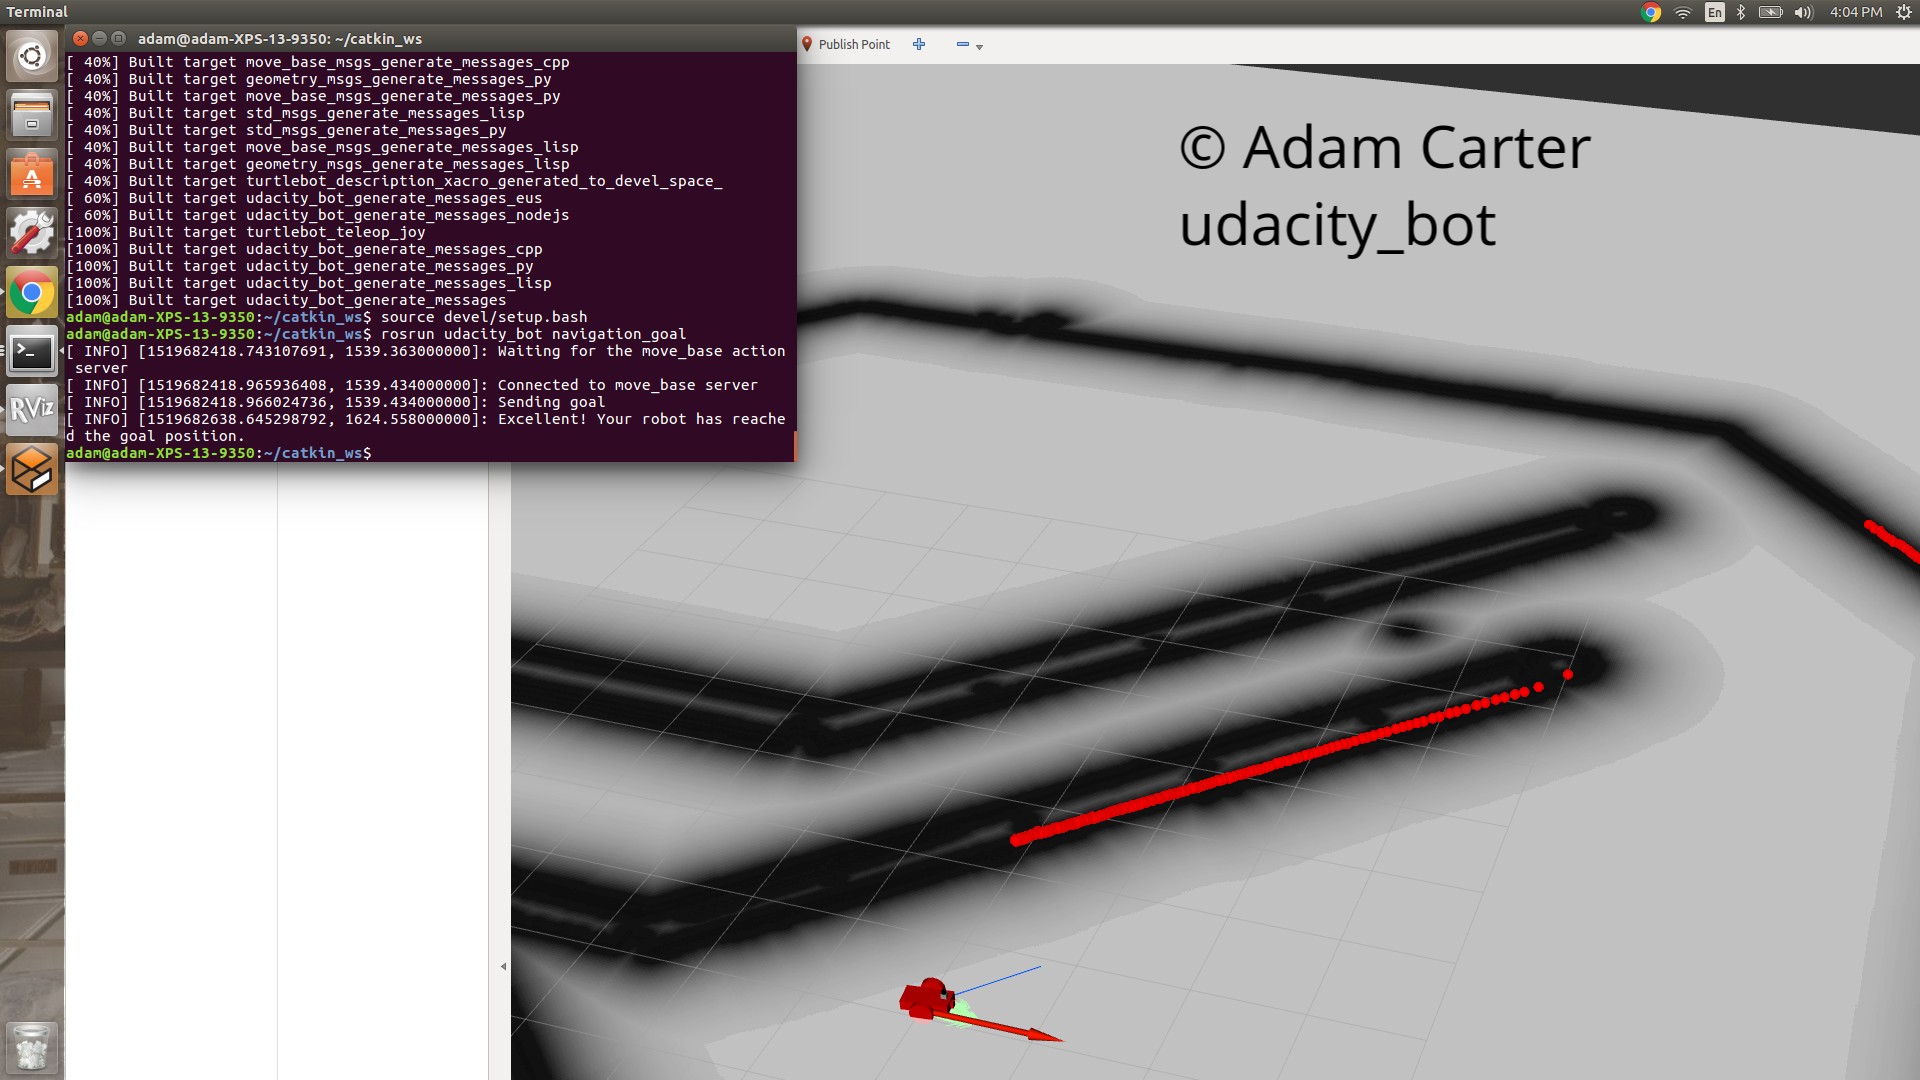 Terminal
En
4:04 PM
adam@adam-XPS-13-9350: ~/catkin_ws
Publish Point
[ 40%] Built target move_base_msgs_generate_messages_cpp
[ 40%] Built target geometry_msgs_generate_messages_py
[ 40%] Built target move_base_msgs_generate_messages_py
[ 40%] Built target std_msgs_generate_messages_lisp
[ 40%] Built target std_msgs_generate_messages_py
[ 40%] Built target move_base_msgs_generate_messages_lisp
[ 40%] Built target geometry_msgs_generate_messages_lisp
[ 40%] Built target turtlebot_description_xacro_generated_to_devel_space_
[ 60%] Built target udacity_bot_generate_messages_eus
[ 60%] Built target udacity_bot_generate_messages_nodejs
[100%] Built target turtlebot_teleop_joy
[100%] Built target udacity_bot_generate_messages_cpp
[100%] Built target udacity_bot_generate_messages_py
[100%] Built target udacity_bot_generate_messages_lisp
[100%] Built target udacity_bot_generate_messages
adam@adam-XPS-13-9350:~/catkin_ws$ source devel/setup.bash
adam@adam-XPS-13-9350:~/catkin_ws$ rosrun udacity_bot navigation_goal
[ INFO] [1519682418.743107691, 1539.363000000]: Waiting for the move_base action
server
[ INFO] [1519682418.965936408, 1539.434000000]: Connected to move_base server
[ INFO] [1519682418.966024736, 1539.434000000]: Sending goal
[ INFO] [1519682638.645298792, 1624.558000000]: Excellent! Your robot has reache
d the goal position.
adam@adam-XPS-13-9350:~/catkin_ws$
© Adam Carter
udacity_bot
RViz